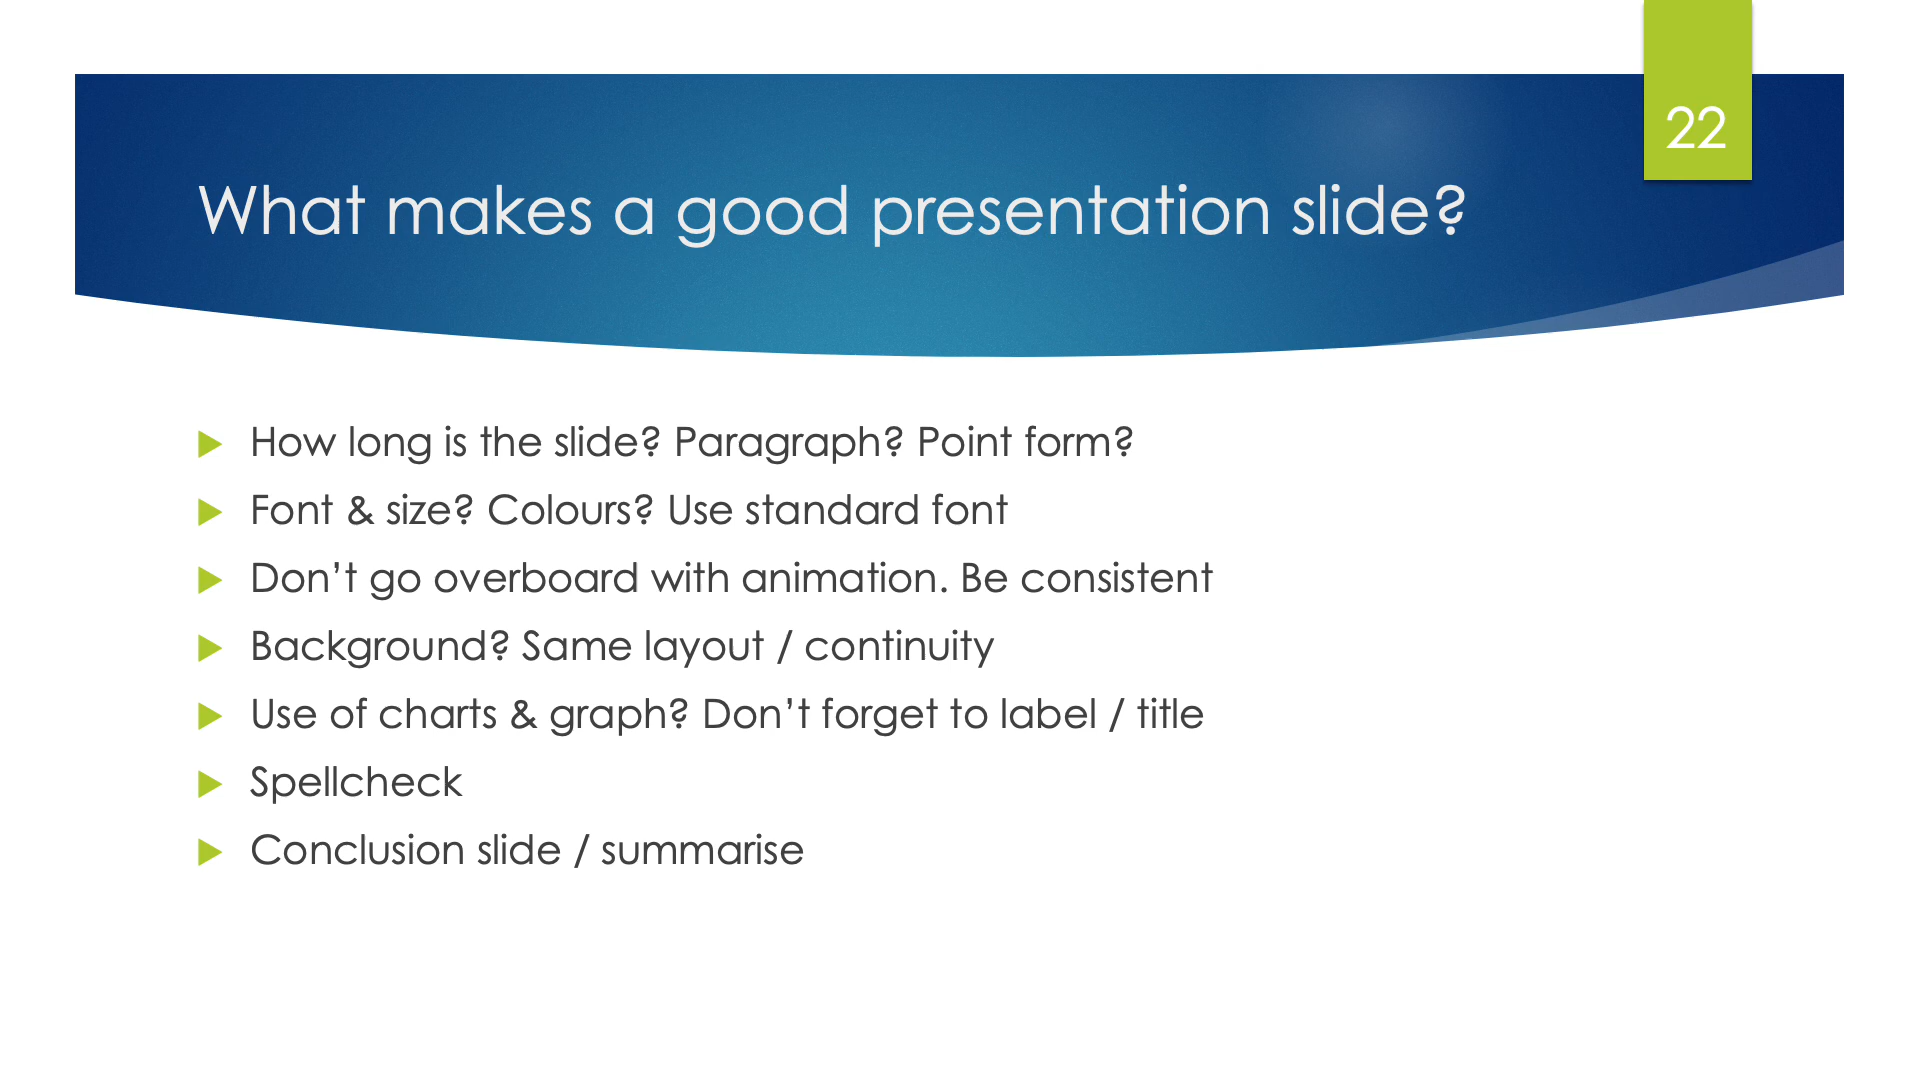 22
What makes a good presentation slide?
How long is the slide? Paragraph? Point form?
Font & size? Colours? Use standard font
Don’t go overboard with animation. Be consistent
Background? Same layout / continuity
Use of charts & graph? Don’t forget to label / title
Spellcheck
Conclusion slide / summarise